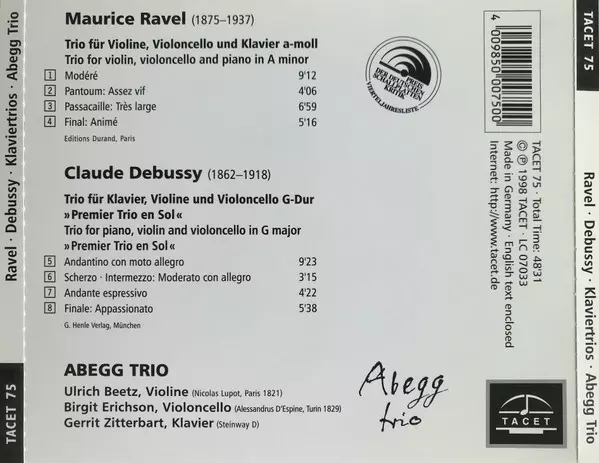 TACET 75
Ravel · Debussy · Klaviertrios · Abegg Trio
Maurice Ravel (1875-1937)
Trio für Violine, Violoncello und Klavier a-moll
Trio for violin, violoncello and piano in A minor
1 Modéré 9'12
2 Pantoum: Assez vif 4'06
3 Passacaille: Très large 6'59
4 Final: Animé 5'16
Editions Durand, Paris
PREIS
DER DEUTSCHEN
SCHALLPLATTEN
KRITIK
VIERTELJAHRESLISTE
Claude Debussy (1862-1918)
Trio für Klavier, Violine und Violoncello G-Dur
»Premier Trio en Sol«
Trio for piano, violin and violoncello in G major
»Premier Trio en Sol«
5 Andantino con moto allegro 9'23
6 Scherzo · Intermezzo: Moderato con allegro 3'15
7 Andante espressivo 4'22
8 Finale: Appassionato 5'38
G. Henle Verlag, München
ABEGG TRIO
Ulrich Beetz, Violine (Nicolas Lupot, Paris 1821)
Birgit Erichson, Violoncello (Alessandrus D'Espine, Turin 1829)
Gerrit Zitterbart, Klavier (Steinway D)
Abegg
trio
4 009850 007500
TACET 75 · Total Time: 48'31
© ℗ 1998 TACET · LC 07033
Made in Germany · English text enclosed
Internet: http://www.tacet.de
TACET
TACET 75
Ravel · Debussy · Klaviertrios · Abegg Trio